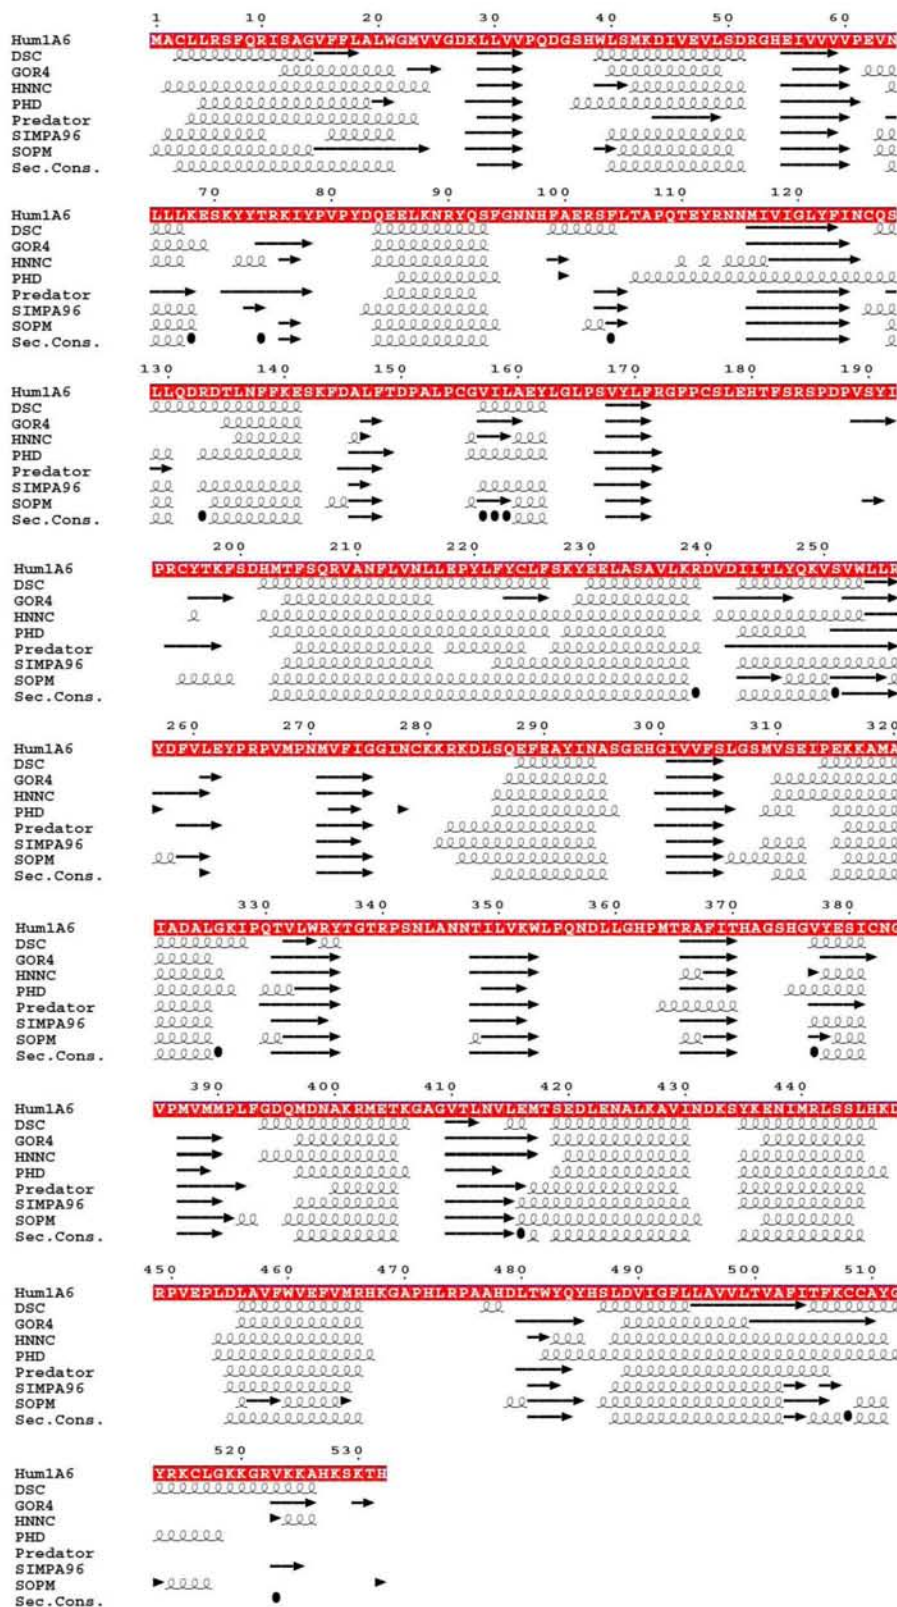 1 10 20 30 40 50 60
Hum1A6 MACLLRSFQRISAGVFFLALWGMVVGDKLLVVPQDGSHWLSMKDIVEVLSDRGHEIVVVVPEVN
DSC
GOR4
HNNC
PHD
Predator
SIMPA96
SOPM
Sec.Cons.
70 80 90 100 110 120
Hum1A6 LLLKESKYYTRKIYPVPYDQEELKNRYQSFGNNHFAERSFLTAPQTEYRNNMIVIGLYFINCQS
DSC
GOR4
HNNC
PHD
Predator
SIMPA96
SOPM
Sec.Cons.
130 140 150 160 170 180 190
Hum1A6 LLQDRDTLNFFKESKFDALFTDPALPCGVILAEYLGLPSVYLFRGFPCSLEHTFSRSPDPVSYI
DSC
GOR4
HNNC
PHD
Predator
SIMPA96
SOPM
Sec.Cons.
200 210 220 230 240 250
Hum1A6 PRCYTKFSDHMTFSQRVANFLVNLLEPYLFYCLFSKYEELASAVLKRDVDIITLYQKVSVWLLR
DSC
GOR4
HNNC
PHD
Predator
SIMPA96
SOPM
Sec.Cons.
260 270 280 290 300 310 320
Hum1A6 YDFVLEYPRPVMPNMVFIGGINCKKRKDLSQEFEAYINASGEHGIVVFSLGSMVSEIPEKKAMA
DSC
GOR4
HNNC
PHD
Predator
SIMPA96
SOPM
Sec.Cons.
330 340 350 360 370 380
Hum1A6 IADALGKIPQTVLWRYTGTRPSNLANNTILVKWLPQNDLLGHPMTRAFITHAGSHGVYESICNG
DSC
GOR4
HNNC
PHD
Predator
SIMPA96
SOPM
Sec.Cons.
390 400 410 420 430 440
Hum1A6 VPMVMMPLFGDQMDNAKRMETKGAGVTLNVLEMTSEDLENALKAVINDKSYKENIMRLSSLHKD
DSC
GOR4
HNNC
PHD
Predator
SIMPA96
SOPM
Sec.Cons.
450 460 470 480 490 500 510
Hum1A6 RPVEPLDLAVFWVEFVMRHKGAPHLRPAAHDLTWYQYHSLDVIGFLLAVVLTVAFITFKCCAYG
DSC
GOR4
HNNC
PHD
Predator
SIMPA96
SOPM
Sec.Cons.
520 530
Hum1A6 YRKCLGKKGRVKKAHKSKTH
DSC
GOR4
HNNC
PHD
Predator
SIMPA96
SOPM
Sec.Cons.